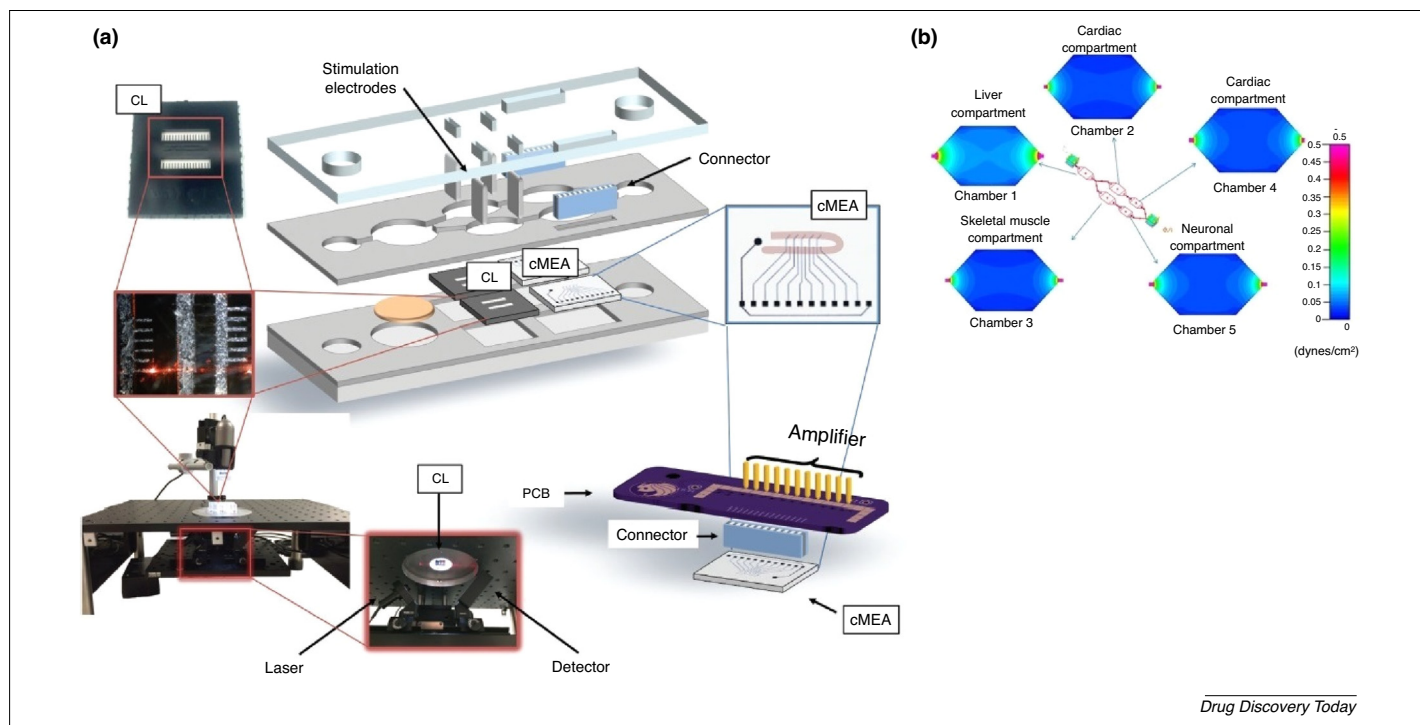 (a)
CL
Stimulation
electrodes
Connector
cMEA
CL
cMEA
Amplifier
PCB
CL
Connector
cMEA
Laser
Detector
(b)
Cardiac
compartment
Chamber 2
Liver
compartment
Chamber 1
Cardiac
compartment
Chamber 4
Skeletal muscle
compartment
Chamber 3
Neuronal
compartment
Chamber 5
0.5
0.5
0.45
0.4
0.35
0.3
0.25
0.2
0.15
0.1
0.05
0
0
(dynes/cm²)
Drug Discovery Today